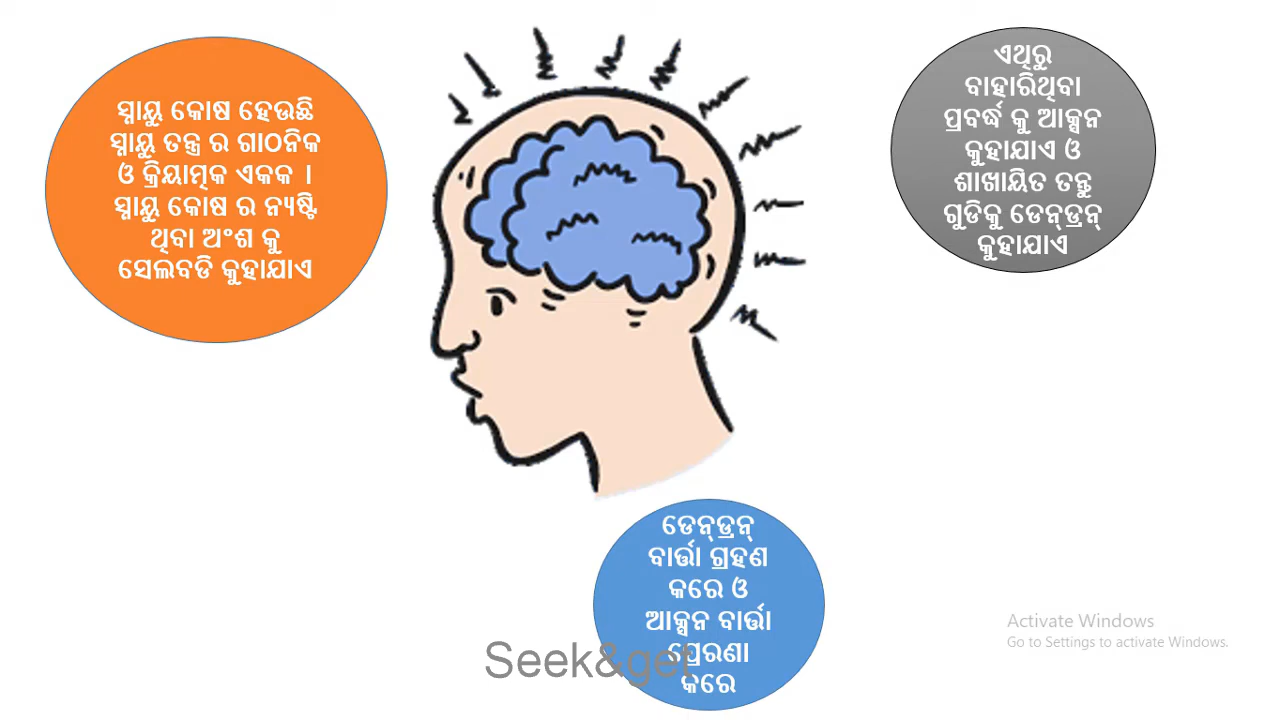 ସ୍ନାୟୁ କୋଷ ହେଉଛି
ସ୍ନାୟୁ ତନ୍ତ୍ର ର ଗାଠନିକ
ଓ କ୍ରିୟାତ୍ମକ ଏକକ ।
ସ୍ନାୟୁ କୋଷ ର ନ୍ୟଷ୍ଟି
ଥିବା ଅଂଶ କୁ
ସେଲବଡି କୁହାଯାଏ
ଏଥିରୁ
ବାହାରିଥିବା
ପ୍ରବର୍ଦ୍ଧ କୁ ଆକ୍ସନ
କୁହାଯାଏ ଓ
ଶାଖାୟିତ ତନ୍ତୁ
ଗୁଡିକୁ ଡେନ୍‌ଡ୍ରନ୍
କୁହାଯାଏ
ଡେନ୍‌ଡ୍ରନ୍
ବାର୍ତ୍ତା ଗ୍ରହଣ
କରେ ଓ
ଆକ୍ସନ ବାର୍ତ୍ତା
ପ୍ରେରଣା
କରେ
Seek&get
Activate Windows
Go to Settings to activate Windows.